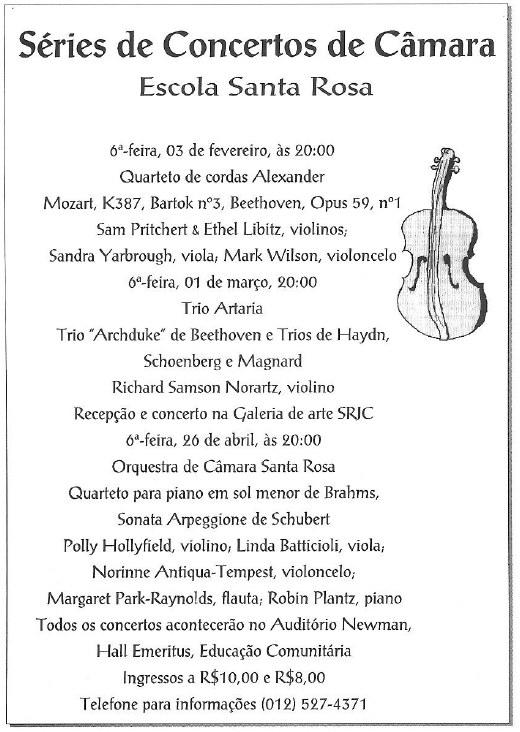 Séries de Concertos de Câmara
Escola Santa Rosa
6ª-feira, 03 de fevereiro, às 20:00
Quarteto de cordas Alexander
Mozart, K387, Bartok nº3, Beethoven, Opus 59, nº1
Sam Pritchert & Ethel Libitz, violinos;
Sandra Yarbrough, viola; Mark Wilson, violoncelo
6ª-feira, 01 de março, 20:00
Trio Artaria
Trio "Archduke" de Beethoven e Trios de Haydn,
Schoenberg e Magnard
Richard Samson Norartz, violino
Recepção e concerto na Galeria de arte SRJC
6ª-feira, 26 de abril, às 20:00
Orquestra de Câmara Santa Rosa
Quarteto para piano em sol menor de Brahms,
Sonata Arpeggione de Schubert
Polly Hollyfield, violino; Linda Batticioli, viola;
Norinne Antiqua-Tempest, violoncelo;
Margaret Park-Raynolds, flauta; Robin Plantz, piano
Todos os concertos acontecerão no Auditório Newman,
Hall Emeritus, Educação Comunitária
Ingressos a R$10,00 e R$8,00
Telefone para informações (012) 527-4371